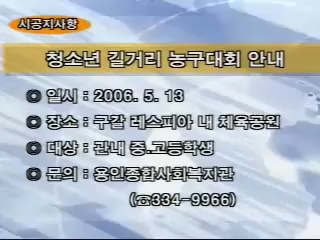 시공지사항
청소년 길거리 농구대회 안내
◎ 일시 : 2006. 5. 13
◎ 장소 : 구갈 레스피아 내 체육공원
◎ 대상 : 관내 중..고등학생
◎ 문의 : 용인종합사회복지관
(☎334-9966)